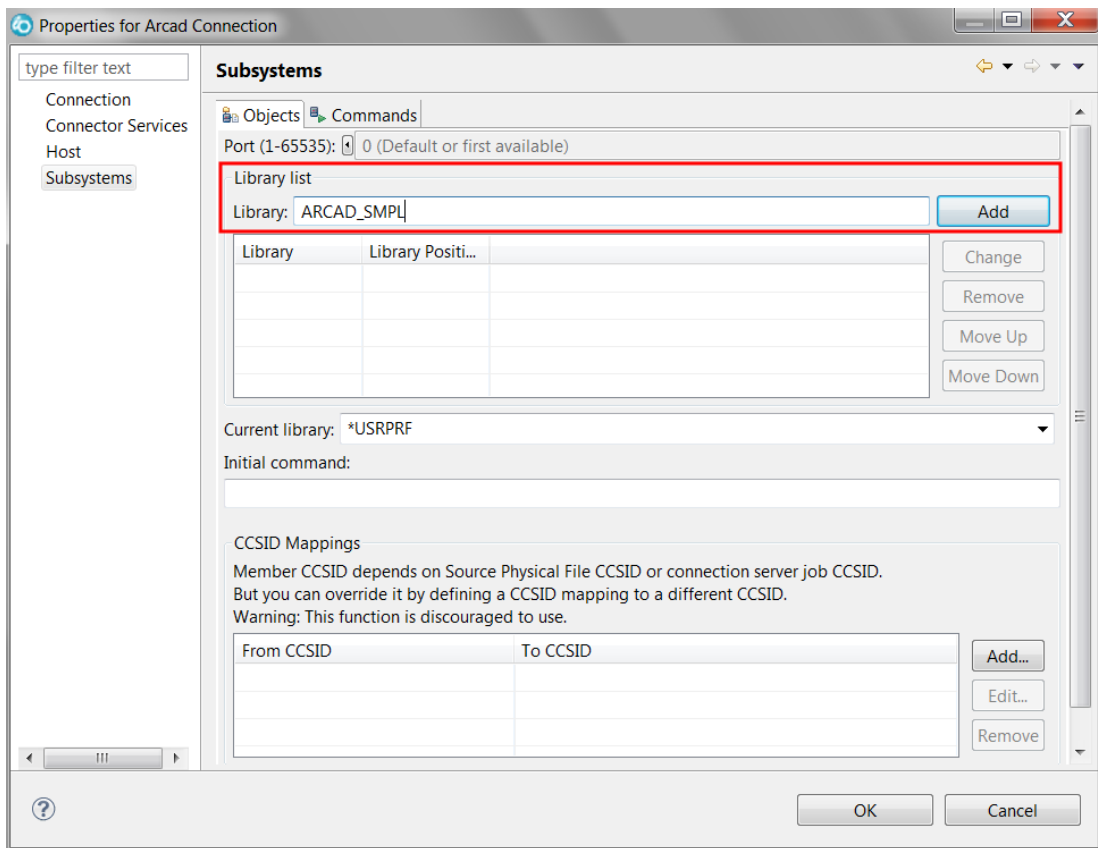 Properties for Arcad Connection
type filter text
Connection
Connector Services
Host
Subsystems
Subsystems
Objects Commands
Port (1-65535): 0 (Default or first available)
Library list
Library: ARCAD_SMPL Add
Library Library Positi...
Change
Remove
Move Up
Move Down
Current library: *USRPRF
Initial command:
CCSID Mappings
Member CCSID depends on Source Physical File CCSID or connection server job CCSID.
But you can override it by defining a CCSID mapping to a different CCSID.
Warning: This function is discouraged to use.
From CCSID To CCSID
Add...
Edit...
Remove
OK Cancel